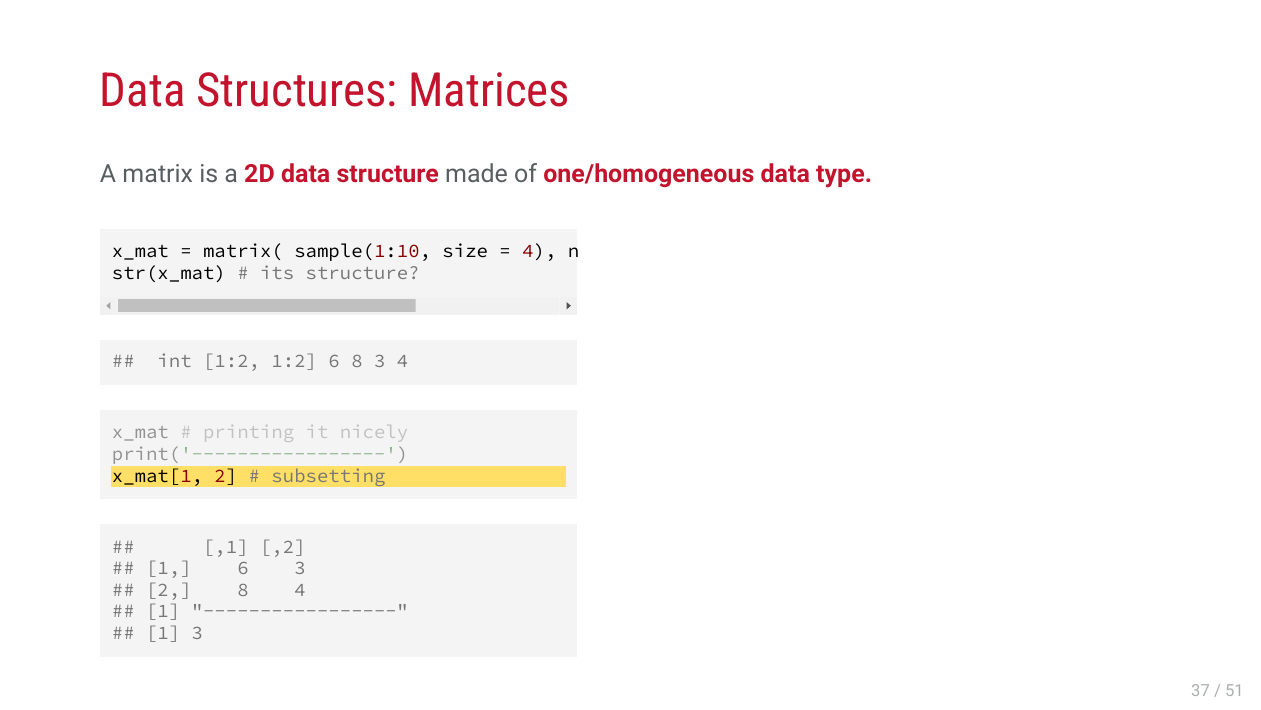 Data Structures: Matrices
A matrix is a 2D data structure made of one/homogeneous data type.
x_mat = matrix( sample(1:10, size = 4), n
str(x_mat) # its structure?
##  int [1:2, 1:2] 6 8 3 4
x_mat # printing it nicely
print('-----------------')
x_mat[1, 2] # subsetting
##      [,1] [,2]
## [1,]    6    3
## [2,]    8    4
## [1] "-----------------"
## [1] 3
37 / 51